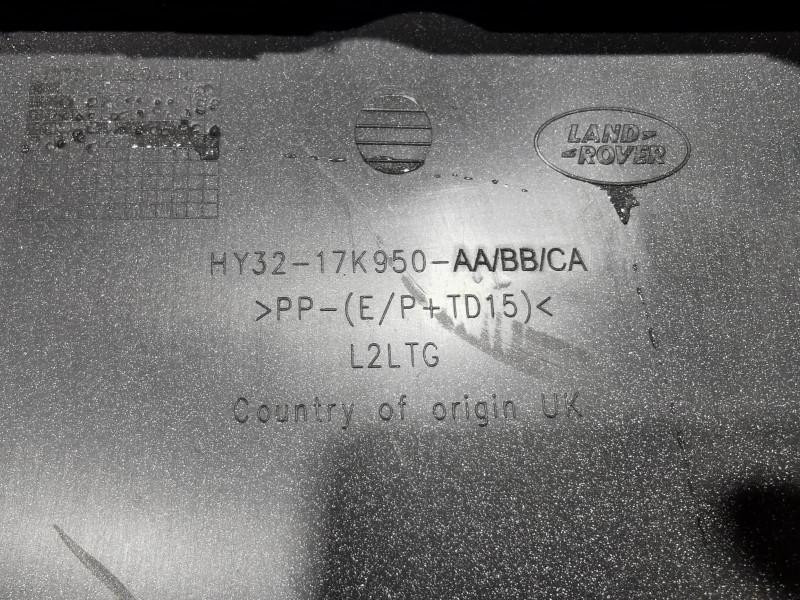 LAND-
-ROVER
HY32-17K950-AA/BB/CA
>PP-(E/P+TD15)<
L2LTG
Country of origin UK